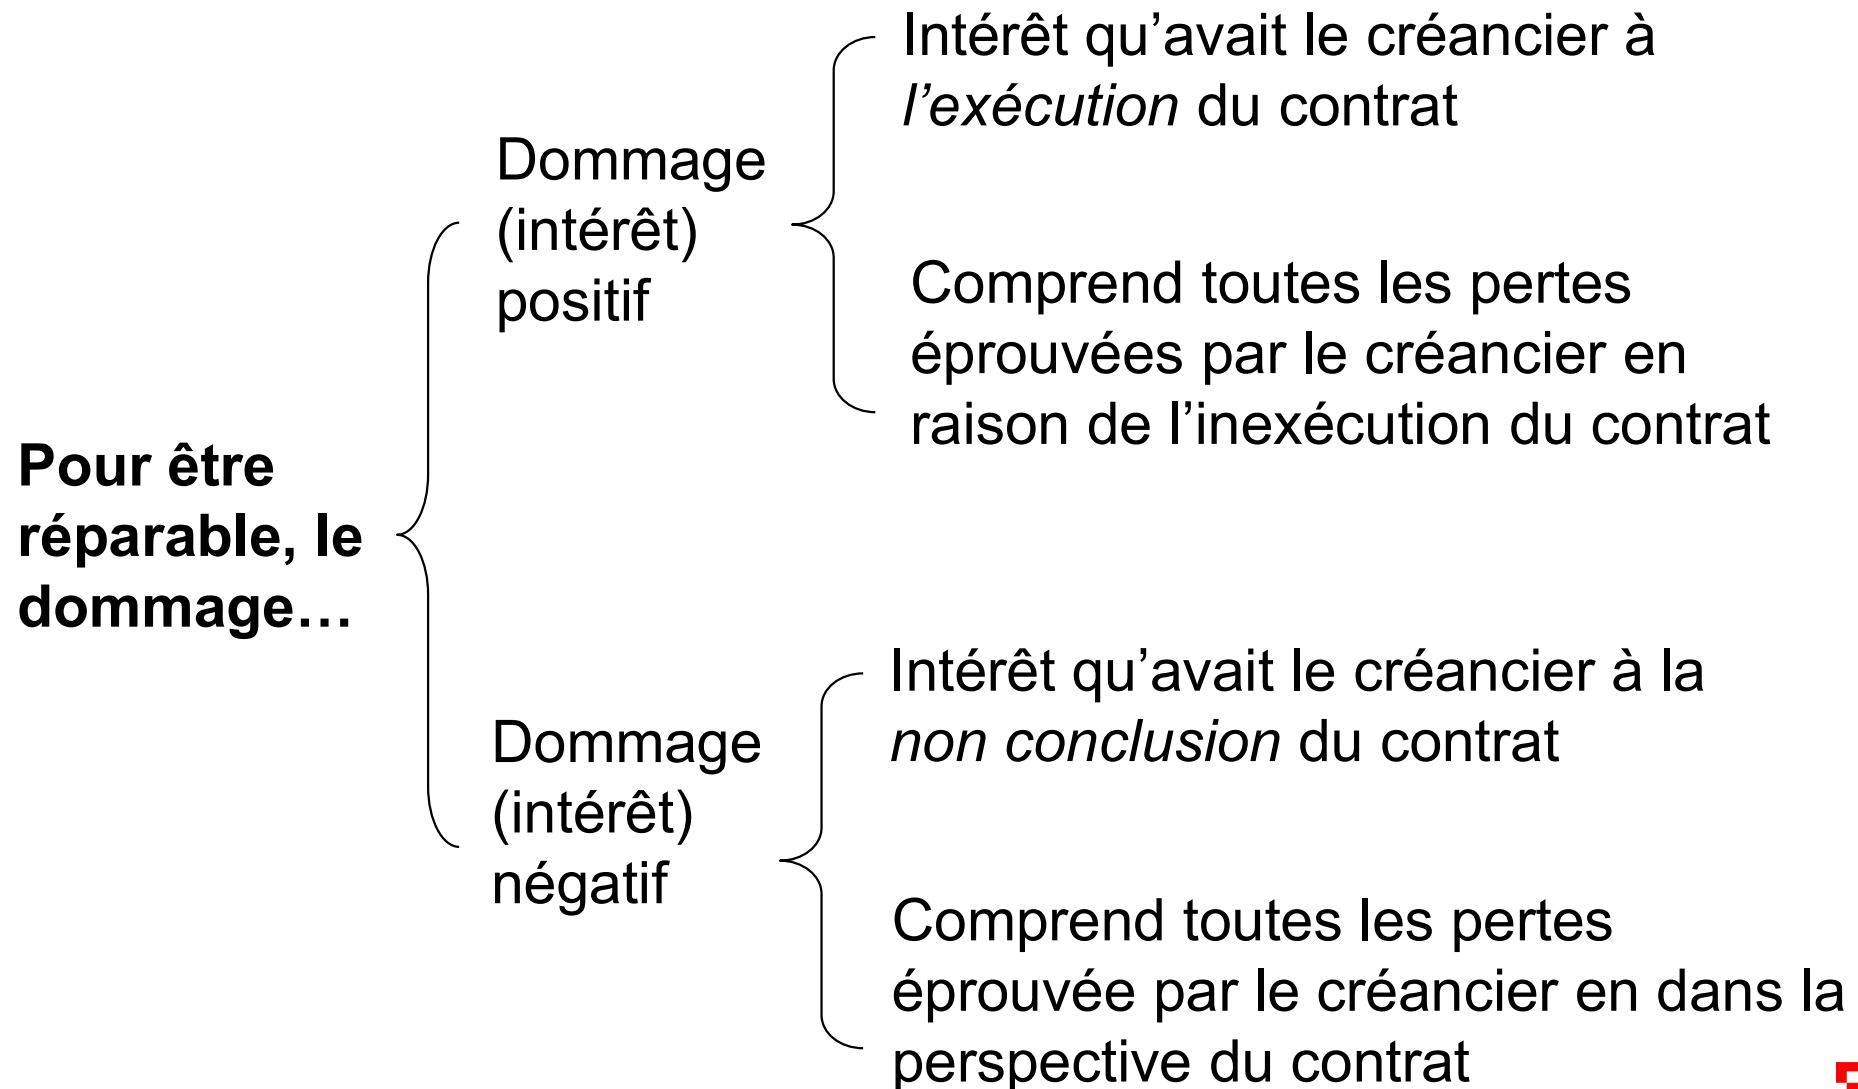 Pour être
réparable, le
dommage…
Dommage
(intérêt)
positif
Intérêt qu’avait le créancier à
l’exécution du contrat
Comprend toutes les pertes
éprouvées par le créancier en
raison de l’inexécution du contrat
Dommage
(intérêt)
négatif
Intérêt qu’avait le créancier à la
non conclusion du contrat
Comprend toutes les pertes
éprouvée par le créancier en dans la
perspective du contrat